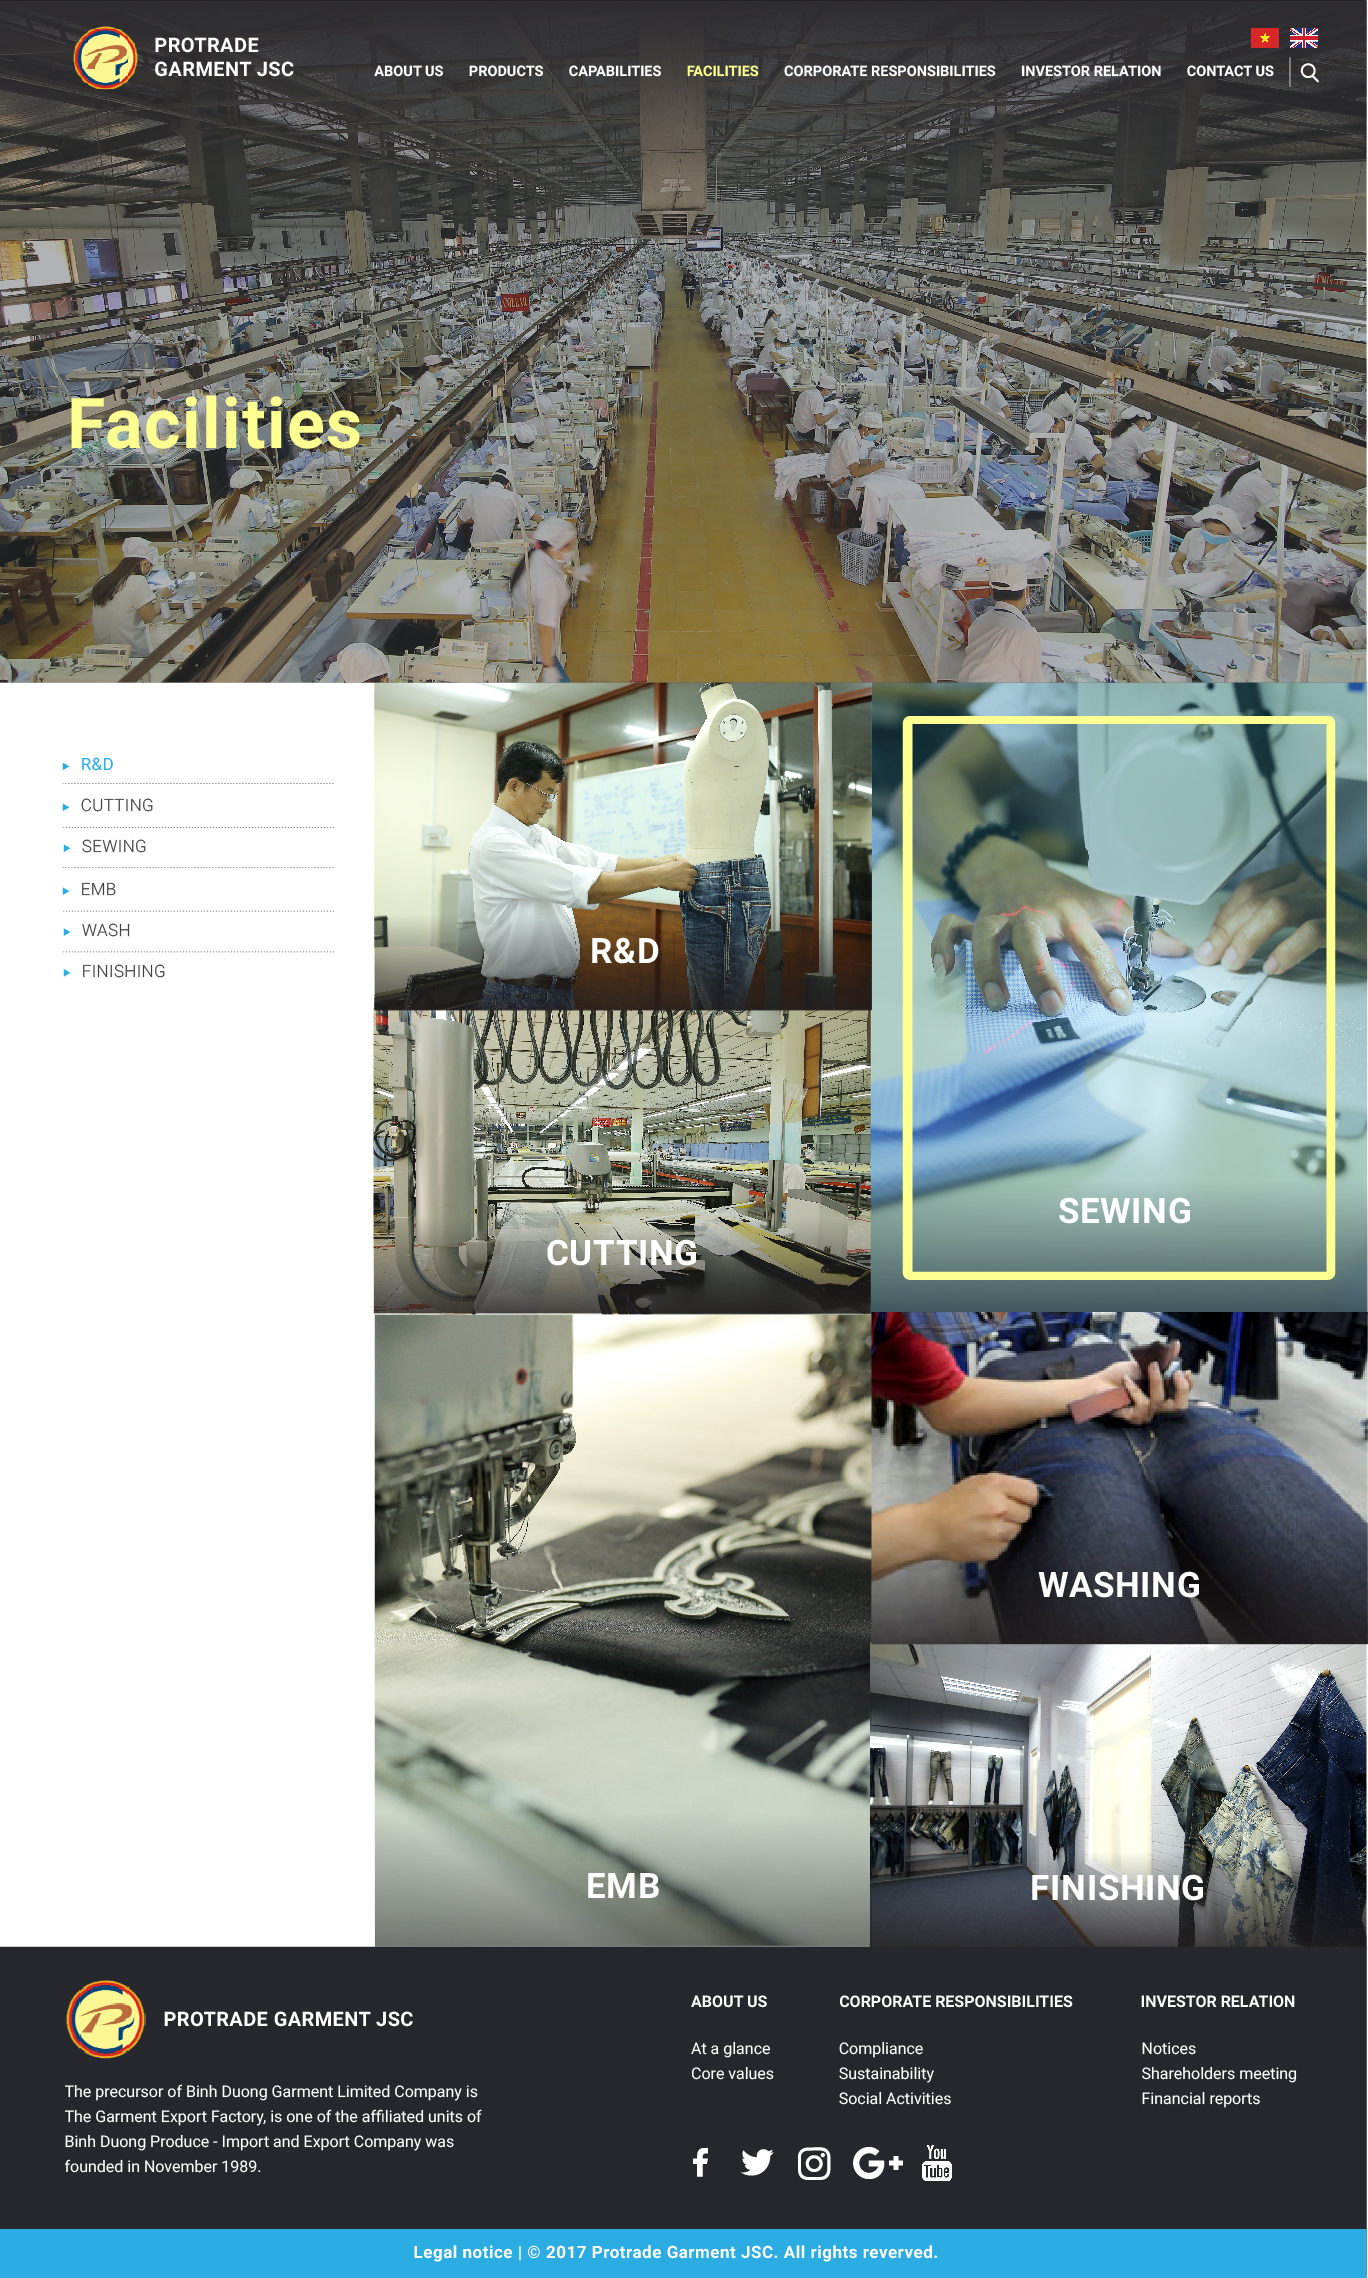 PROTRADE
GARMENT JSC
ABOUT US PRODUCTS CAPABILITIES FACILITIES CORPORATE RESPONSIBILITIES INVESTOR RELATION CONTACT US
Facilities
R&D
CUTTING
SEWING
EMB
WASH
FINISHING
R&D
CUTTING
SEWING
WASHING
EMB
FINISHING
PROTRADE GARMENT JSC
The precursor of Binh Duong Garment Limited Company is
The Garment Export Factory, is one of the affiliated units of
Binh Duong Produce - Import and Export Company was
founded in November 1989.
ABOUT US
At a glance
Core values
CORPORATE RESPONSIBILITIES
Compliance
Sustainability
Social Activities
INVESTOR RELATION
Notices
Shareholders meeting
Financial reports
You
Tube
Legal notice | © 2017 Protrade Garment JSC. All rights reverved.